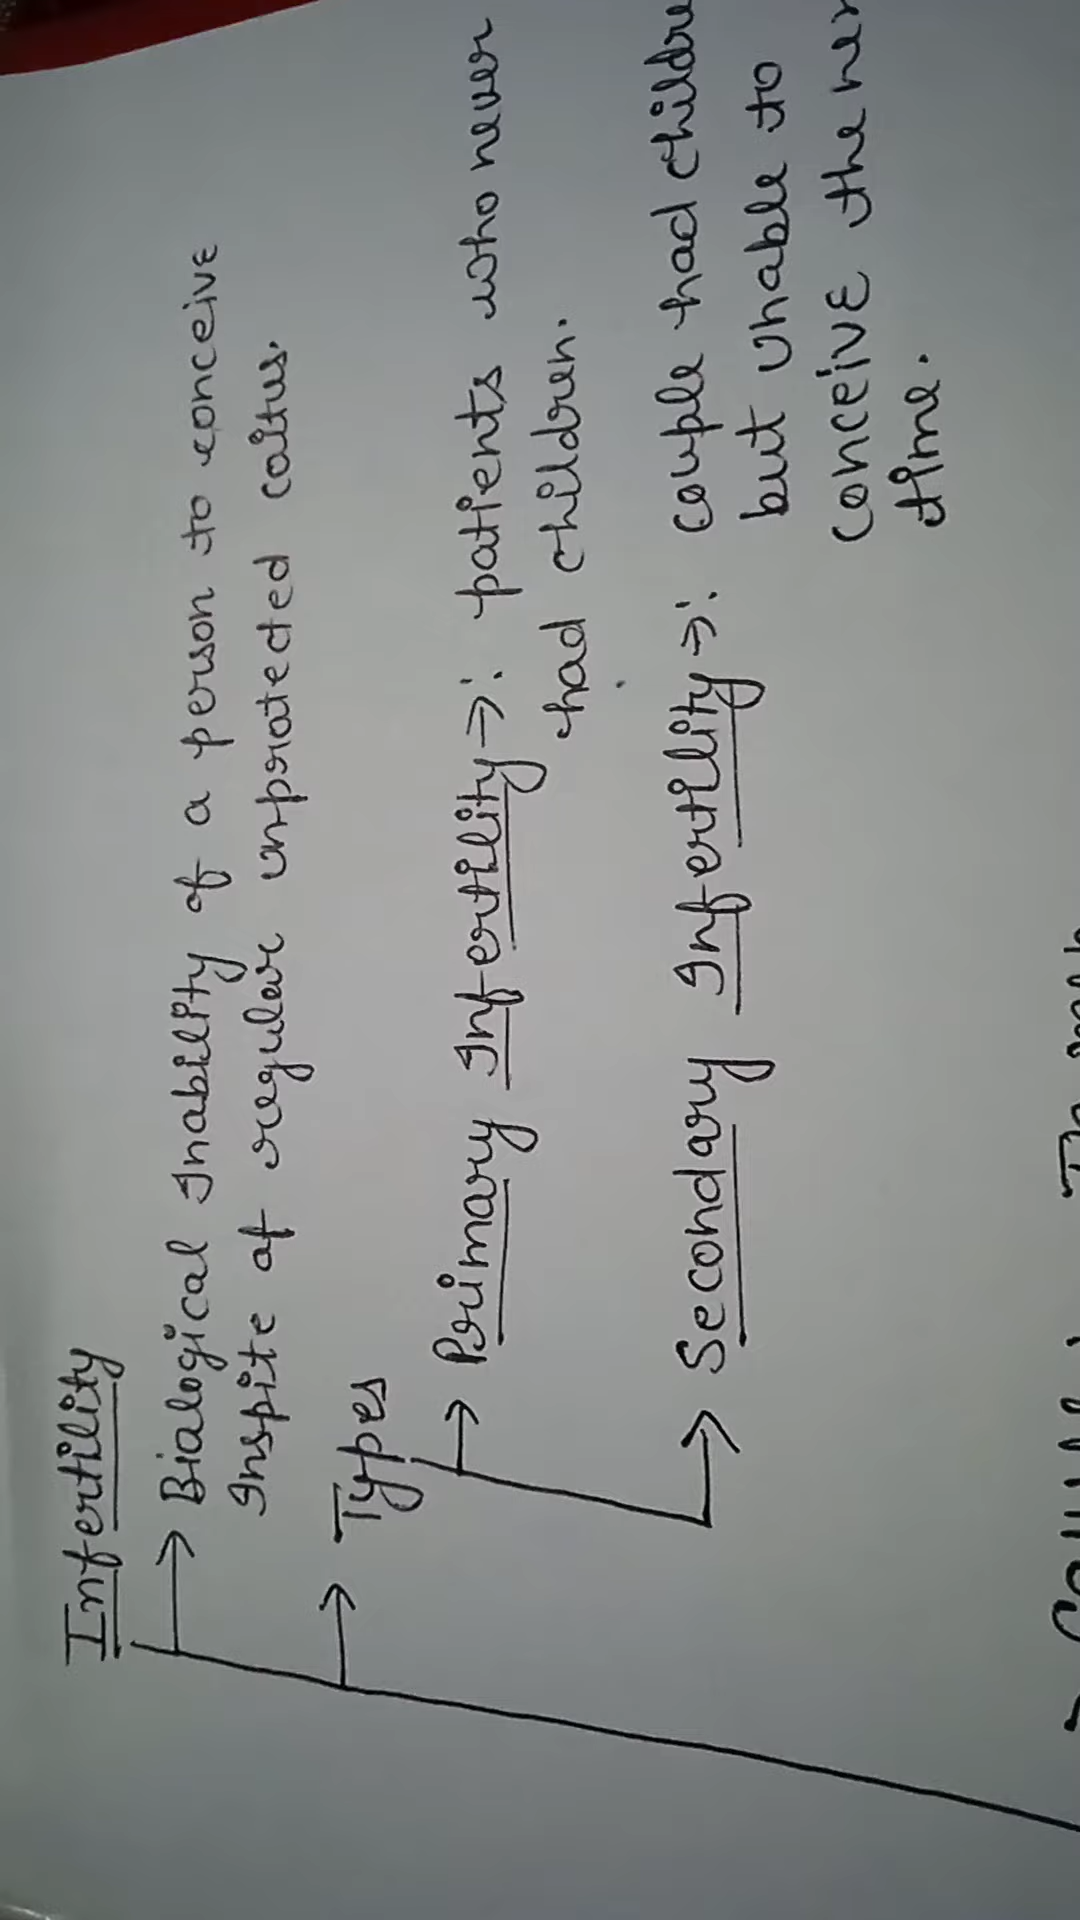 Infertility
→ Bialogical Inability of a person to conceive
Inspite of regular unprotected coitus.
→ Types
→ Primary Infertility →: patients who never
had children.
→ Secondary Infertility →: couple had childre
but unable to
conceive the ne
time.